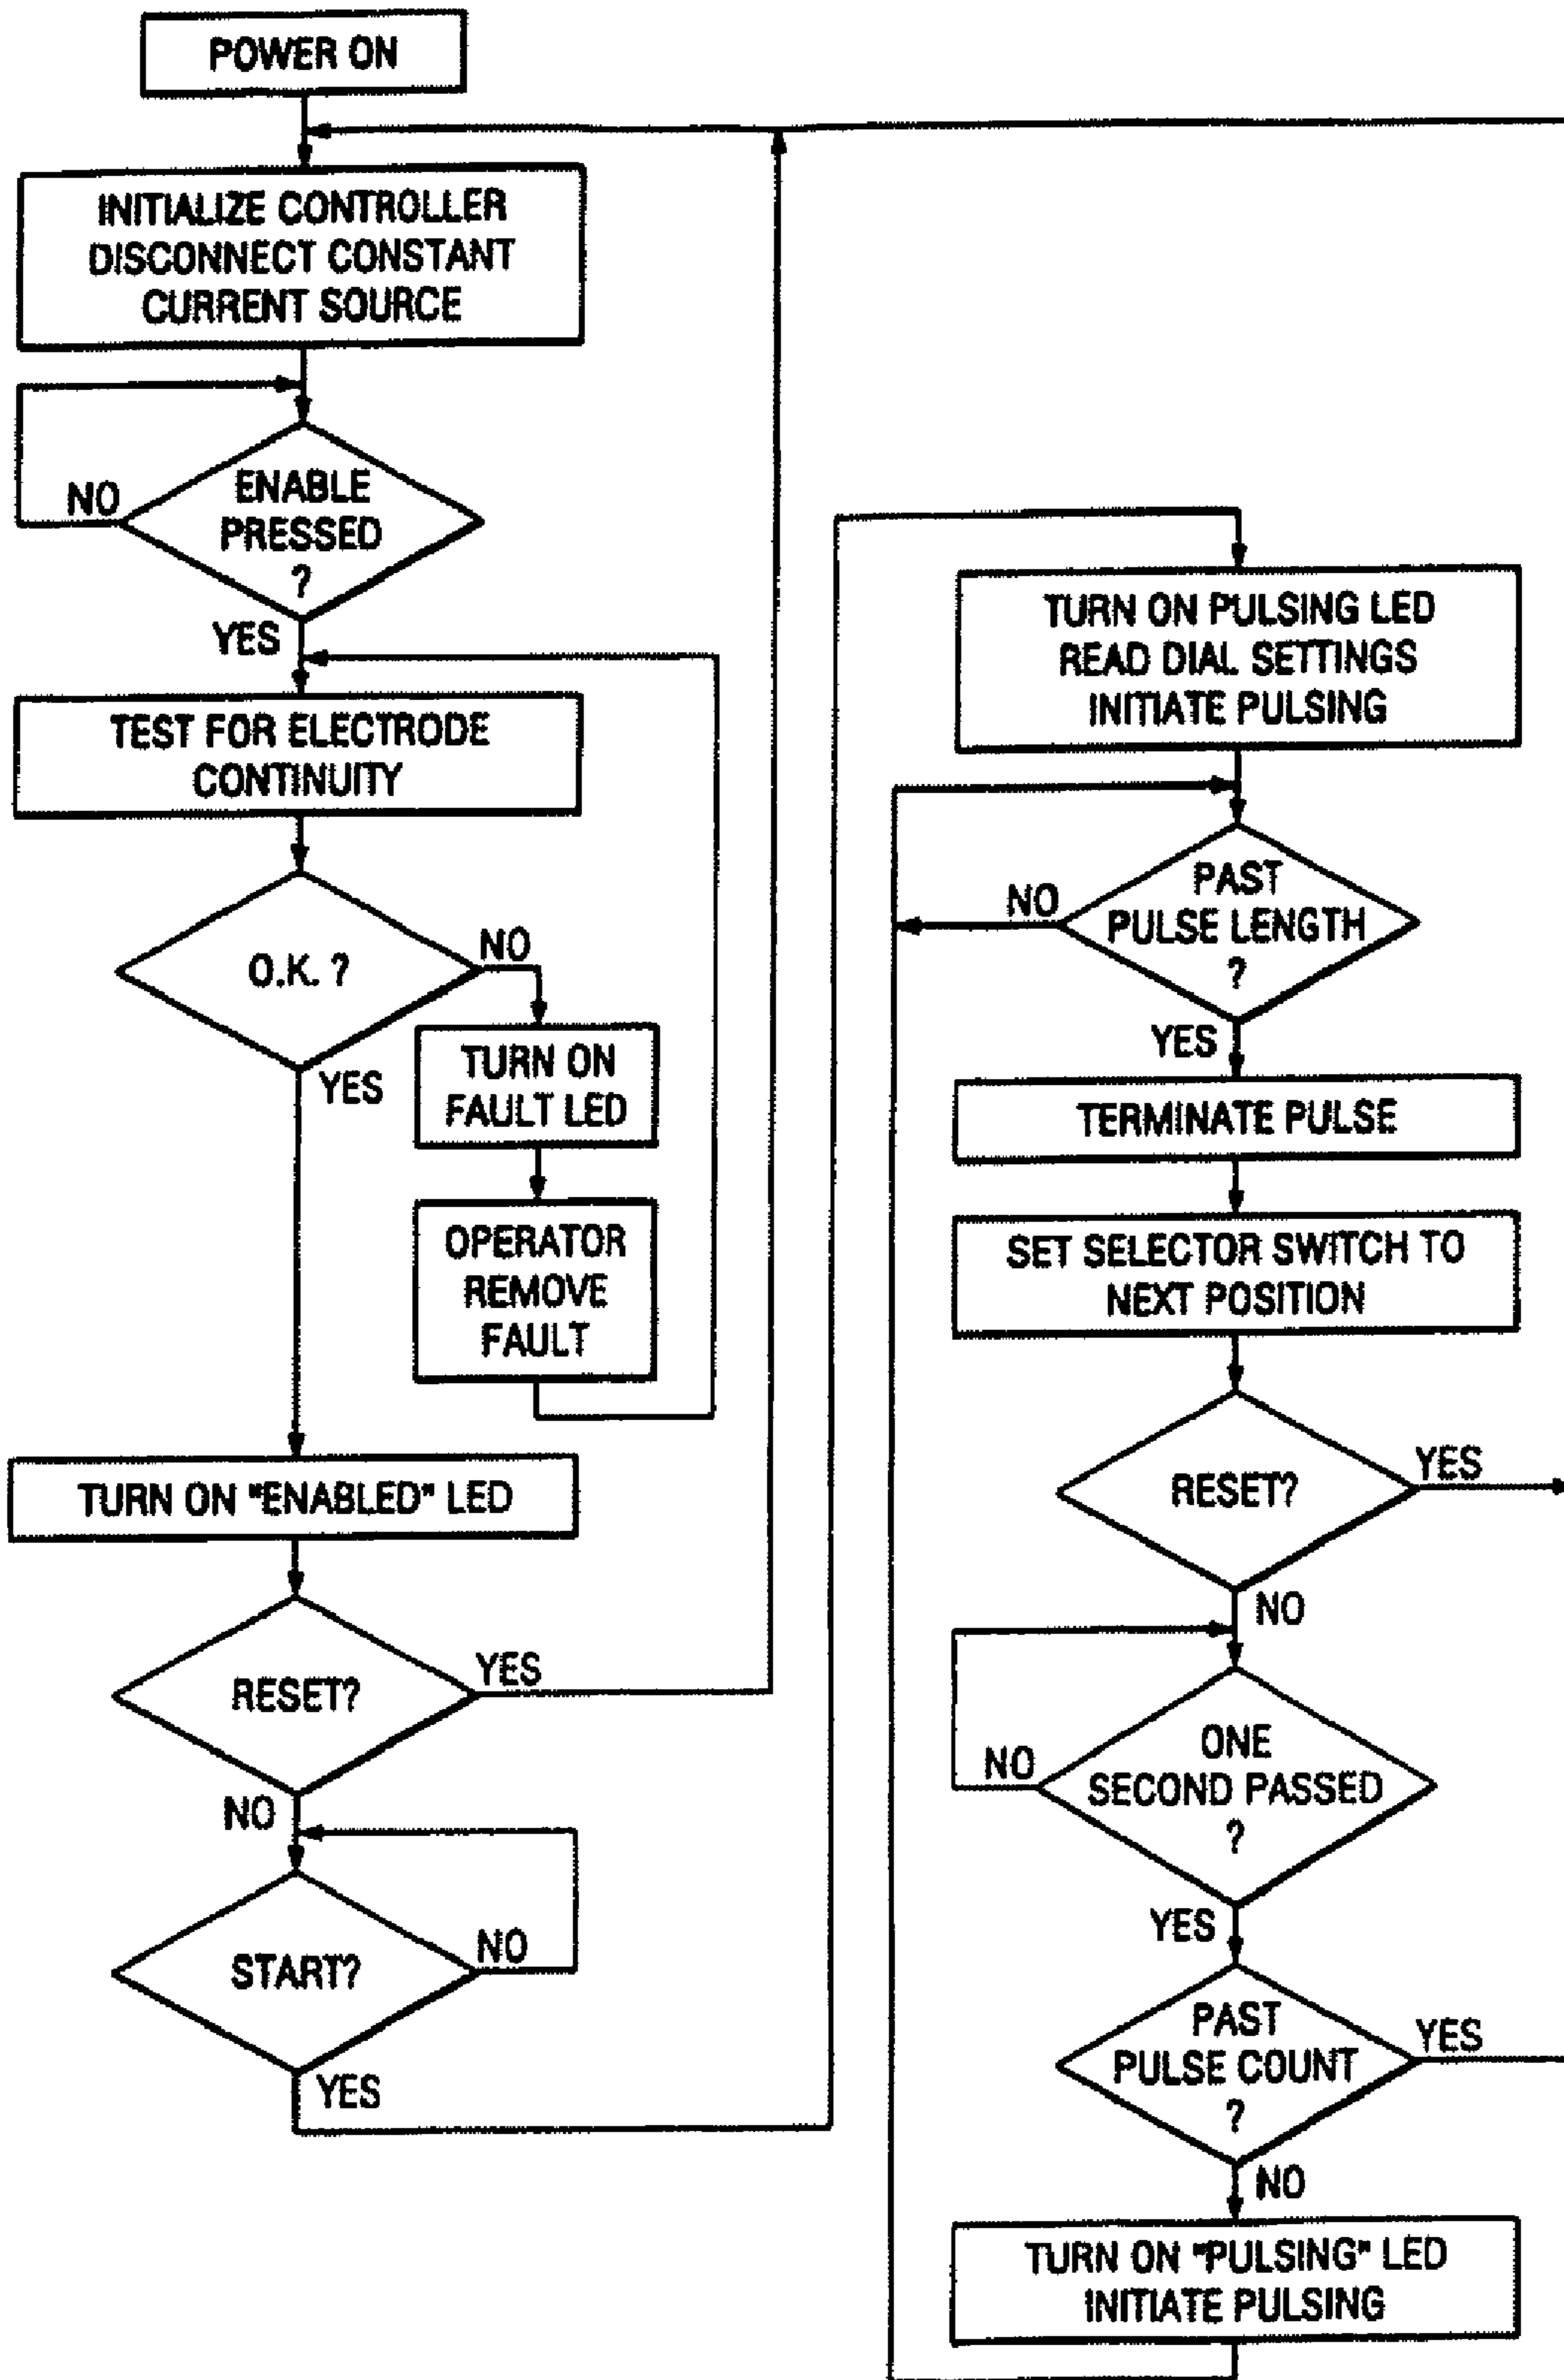 POWER ON
INITIALIZE CONTROLLER
DISCONNECT CONSTANT
CURRENT SOURCE
ENABLE
PRESSED
?
NO
YES
TEST FOR ELECTRODE
CONTINUITY
O.K. ?
NO
YES
TURN ON
FAULT LED
OPERATOR
REMOVE
FAULT
TURN ON "ENABLED" LED
RESET?
YES
NO
START?
NO
YES
TURN ON PULSING LED
READ DIAL SETTINGS
INITIATE PULSING
PAST
PULSE LENGTH
?
NO
YES
TERMINATE PULSE
SET SELECTOR SWITCH TO
NEXT POSITION
RESET?
YES
NO
ONE
SECOND PASSED
?
NO
YES
PAST
PULSE COUNT
?
YES
NO
TURN ON "PULSING" LED
INITIATE PULSING